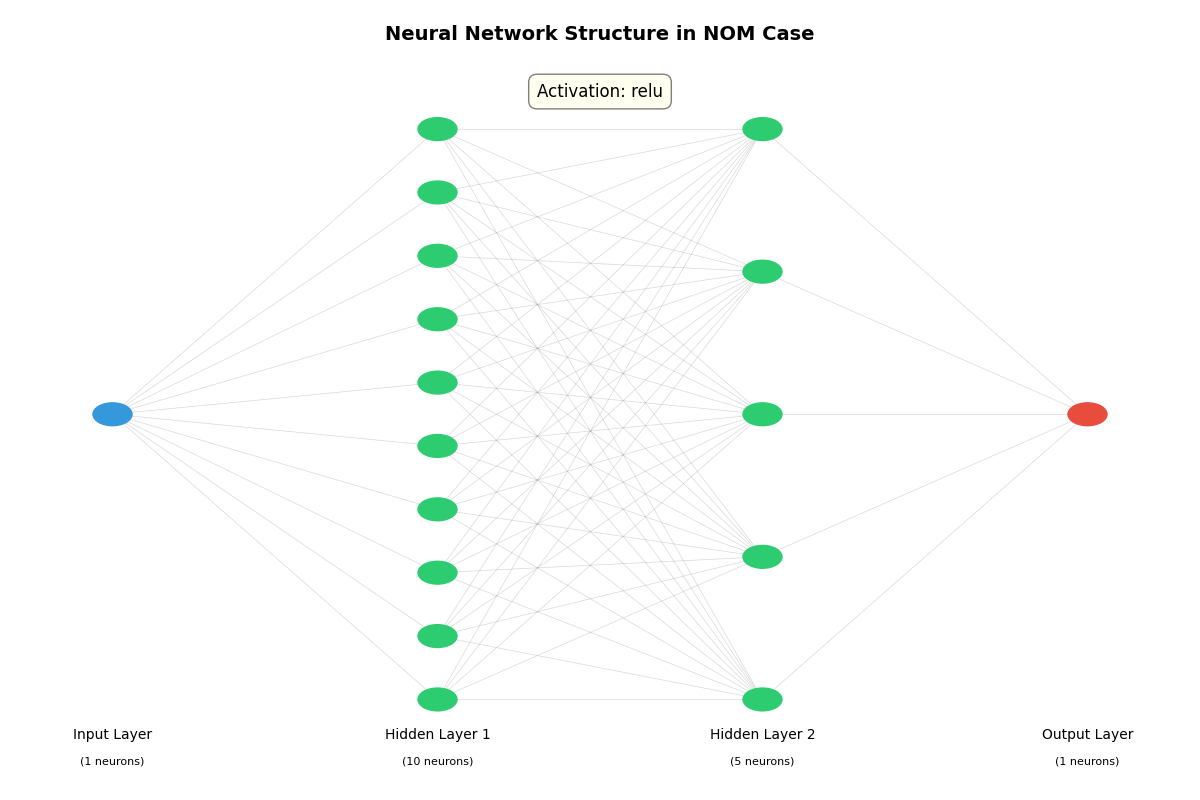 Neural Network Structure in NOM Case
Activation: relu
Input Layer
(1 neurons)
Hidden Layer 1
(10 neurons)
Hidden Layer 2
(5 neurons)
Output Layer
(1 neurons)